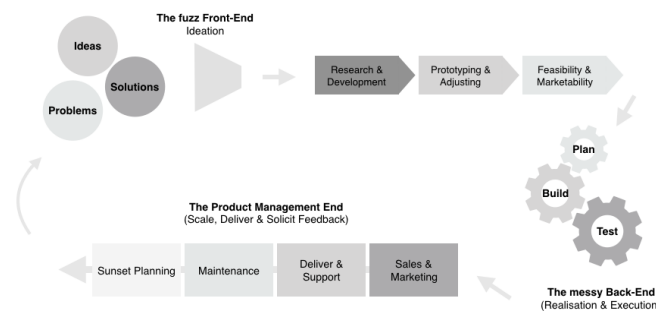 The fuzz Front-End
Ideation
Ideas
Solutions
Problems
Research &
Development
Prototyping &
Adjusting
Feasibility &
Marketability
Plan
Build
Test
The messy Back-End
(Realisation & Execution
The Product Management End
(Scale, Deliver & Solicit Feedback)
Sunset Planning
Maintenance
Deliver &
Support
Sales &
Marketing